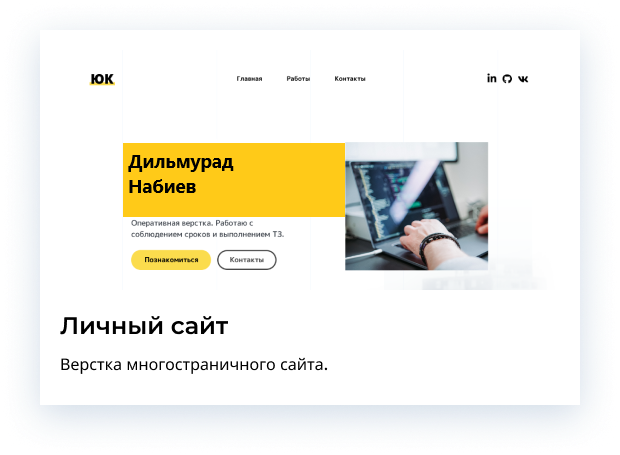 ЮК
Главная Работы Контакты
Дильмурад
Набиев
Оперативная верстка. Работаю с
соблюдением сроков и выполнением ТЗ.
Познакомиться Контакты
Личный сайт
Верстка многостраничного сайта.